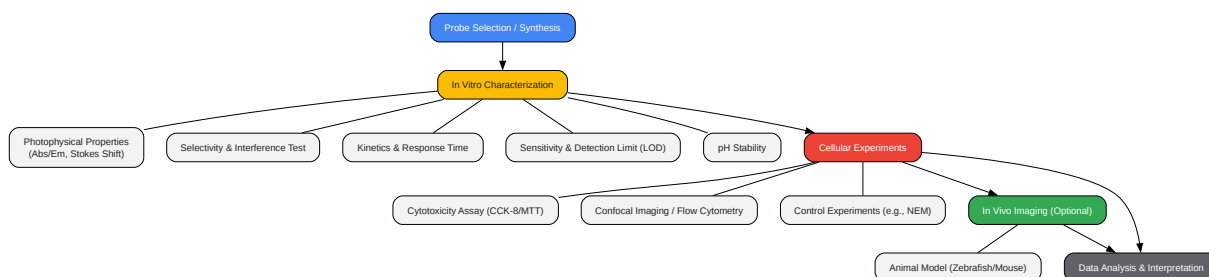 Probe Selection / Synthesis
In Vitro Characterization
Photophysical Properties
(Abs/Em, Stokes Shift)
Selectivity & Interference Test
Kinetics & Response Time
Sensitivity & Detection Limit (LOD)
pH Stability
Cellular Experiments
Cytotoxicity Assay (CCK-8/MTT)
Confocal Imaging / Flow Cytometry
Control Experiments (e.g., NEM)
In Vivo Imaging (Optional)
Animal Model (Zebrafish/Mouse)
Data Analysis & Interpretation